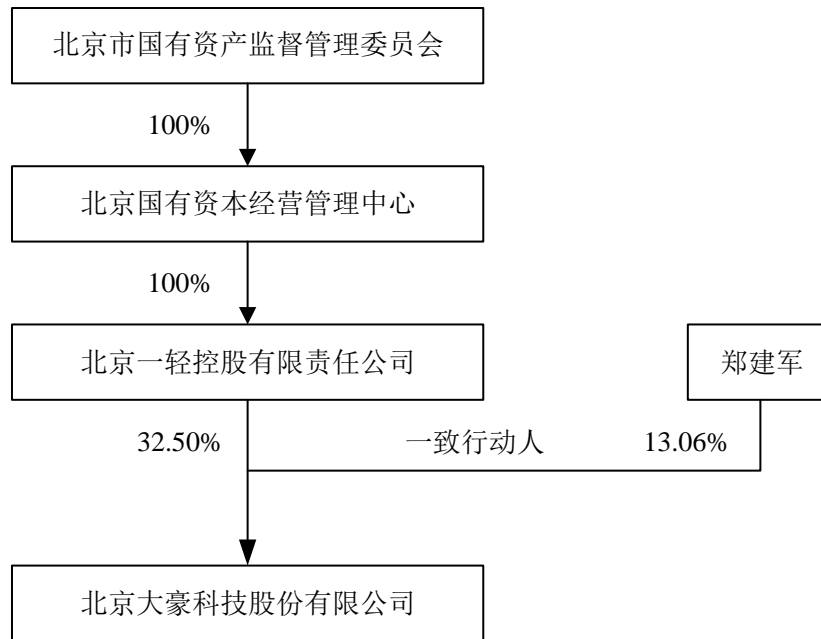 北京市国有资产监督管理委员会
100%
北京国有资本经营管理中心
100%
北京一轻控股有限责任公司
郑建军
32.50%
一致行动人
13.06%
北京大豪科技股份有限公司